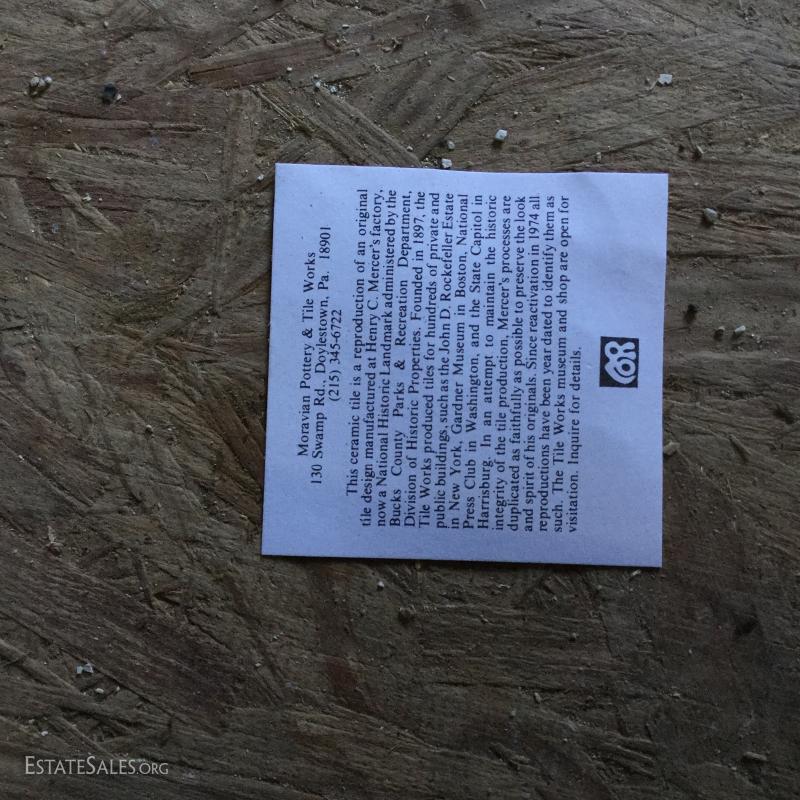 Moravian Pottery & Tile Works
130 Swamp Rd., Doylestown, Pa. 18901
(215) 345-6722
This ceramic tile is a reproduction of an original
tile design manufactured at Henry C. Mercer's factory,
now a National Historic Landmark administered by the
Bucks County Parks & Recreation Department,
Division of Historic Properties. Founded in 1897, the
Tile Works produced tiles for hundreds of private and
public buildings, such as the John D. Rockefeller Estate
in New York, Gardner Museum in Boston, National
Press Club in Washington, and the State Capitol in
Harrisburg. In an attempt to maintain the historic
integrity of the tile production, Mercer's processes are
duplicated as faithfully as possible to preserve the look
and spirit of his originals. Since reactivation in 1974 all
reproductions have been year dated to identify them as
such. The Tile Works museum and shop are open for
visitation. Inquire for details.
ESTATESALES.ORG